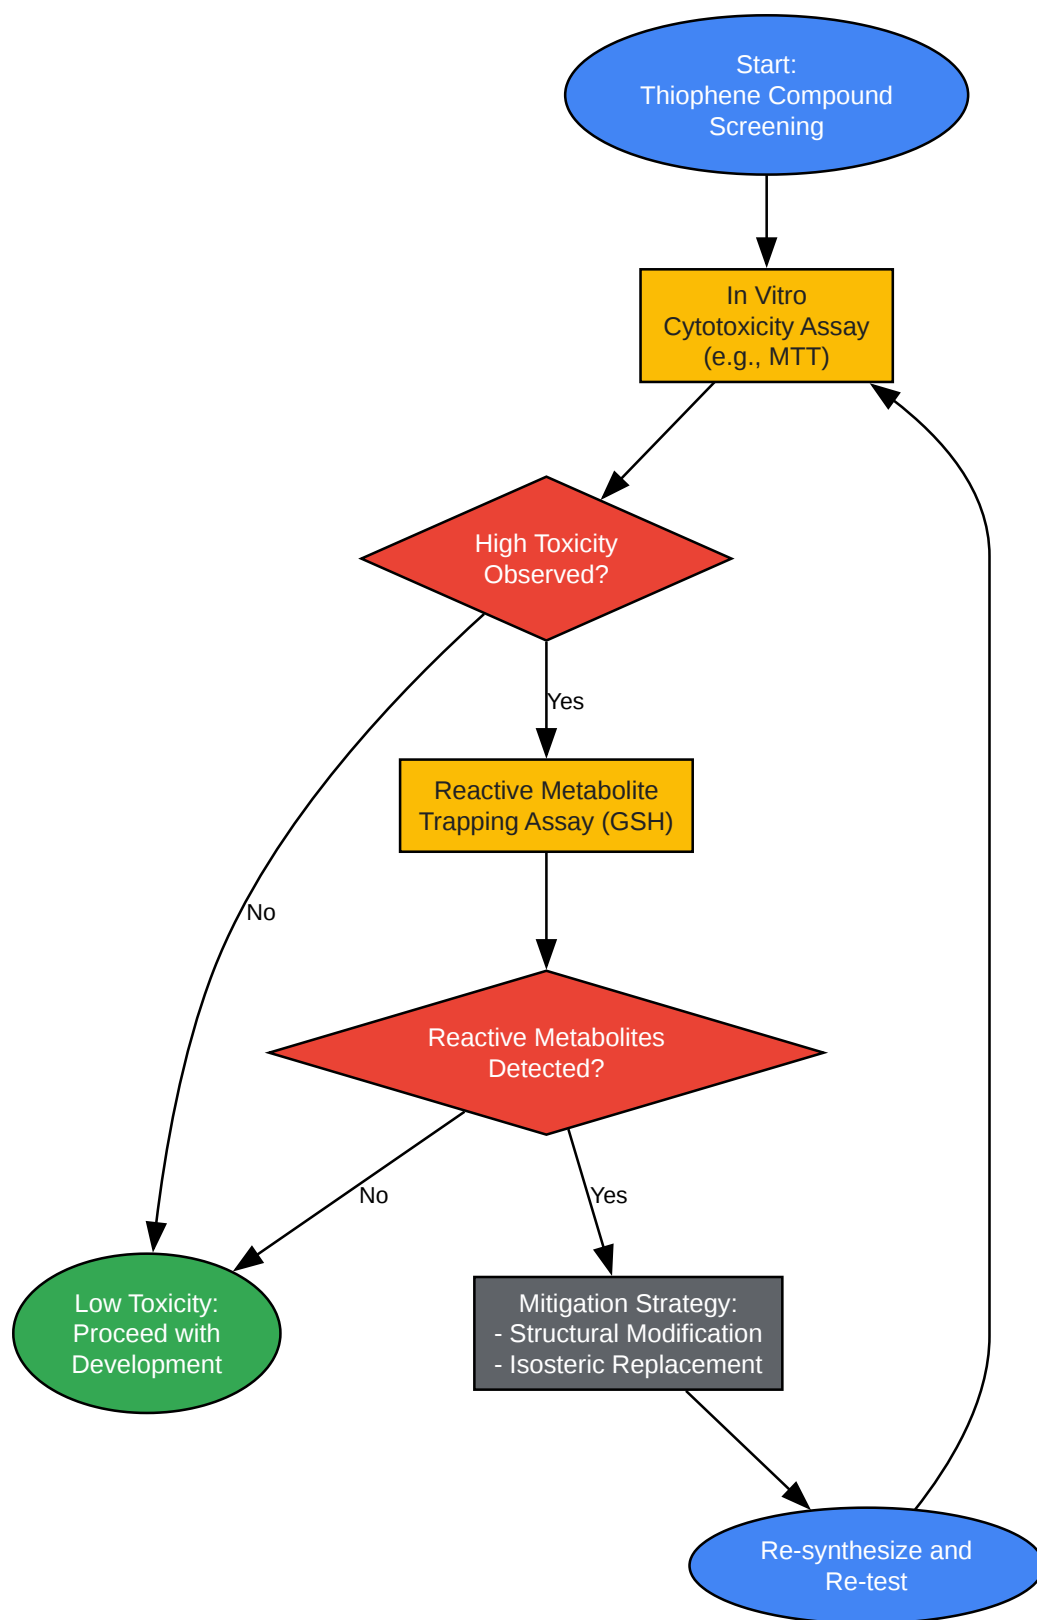 Start:
Thiophene Compound
Screening
In Vitro
Cytotoxicity Assay
(e.g., MTT)
High Toxicity
Observed?
Yes
Reactive Metabolite
Trapping Assay (GSH)
No
Reactive Metabolites
Detected?
No
Yes
Low Toxicity:
Proceed with
Development
Mitigation Strategy:
- Structural Modification
- Isosteric Replacement
Re-synthesize and
Re-test